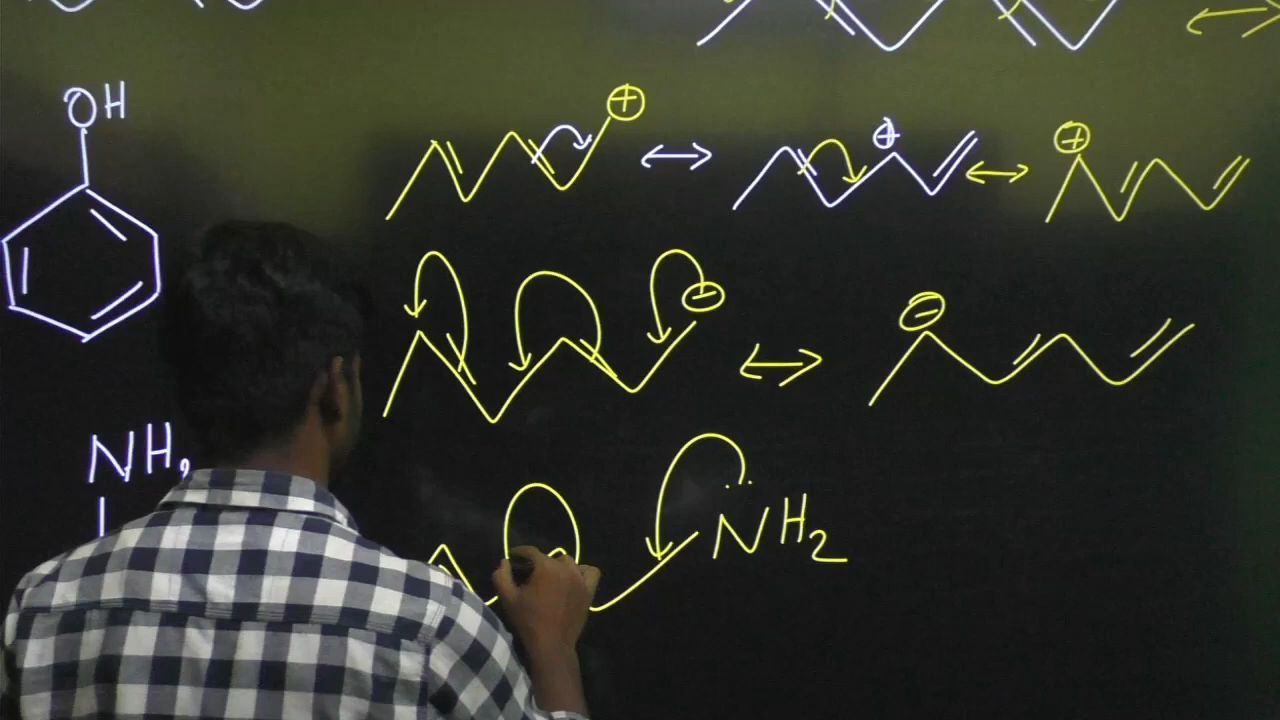 OH
⊕ ↔ ⊕ ↔ ⊕
⊖ ↔ ⊖
NH2
NH2